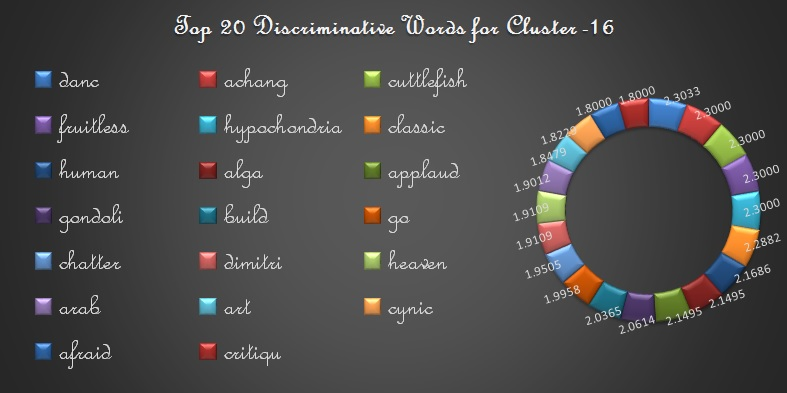 Top 20 Discriminative Words for Cluster -16
danc achang cuttlefish
fruitless hypochondria classic
human alga applaud
gondoli build go
chatter dimitri heaven
arab art cynic
afraid critiqu
2.3033
2.3000
2.3000
2.3000
2.3000
2.2882
2.1686
2.1495
2.1495
2.0614
2.0365
1.9958
1.9505
1.9109
1.9109
1.9012
1.8479
1.8000
1.8000